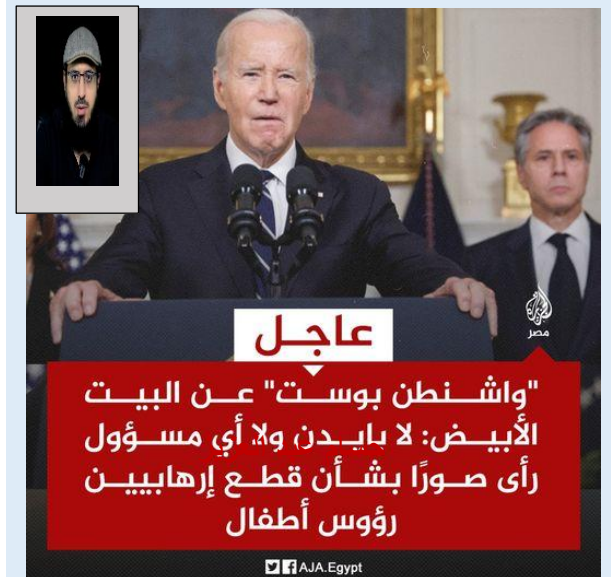 عاجل
مصر
"واشنطن بوست" عن البيت
الأبيض: لا بايدن ولا أي مسؤول
رأى صورًا بشأن قطع إرهابيين
رؤوس أطفال
AJA.Egypt